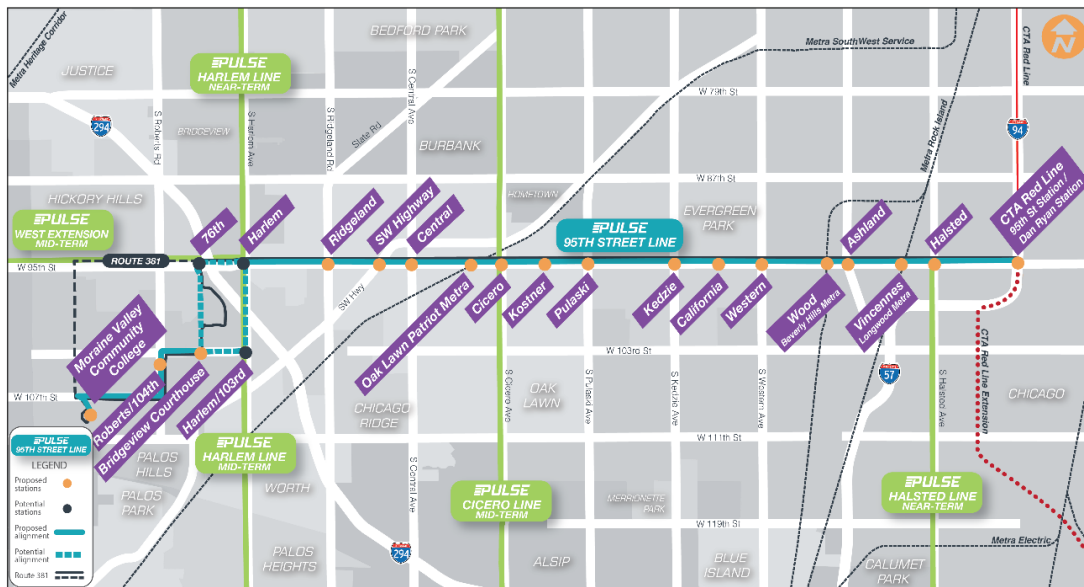 BEDFORD PARK
Metra SouthWest Service
CTA Red Line
N
Metra Heritage Corridor
JUSTICE
PULSE
HARLEM LINE
NEAR-TERM
S Central Ave
W 79th St
294
S Roberts Rd
BRIDGEVIEW
S Harlem Ave
S Ridgeland Rd
State Rd
BURBANK
Metra Rock Island
94
HICKORY HILLS
W 87th St
HOMETOWN
EVERGREEN
PARK
PULSE
WEST EXTENSION
MID-TERM
76th
Harlem
Ridgeland
SW Highway
Central
PULSE
95TH STREET LINE
Ashland
Halsted
CTA Red Line
95th St Station /
Dan Ryan Station
W 95th St
ROUTE 381
SW Hwy
Oak Lawn Patriot Metra
Cicero
Kostner
Pulaski
Kedzie
California
Western
Wood
Beverly Hills Metra
Vincennes
Longwood Metra
Moraine Valley
Community
College
Roberts/104th
Bridgeview Courthouse
Harlem/103rd
W 103rd St
W 107th St
57
S Cicero Ave
S Pulaski Ave
S Kedzie Ave
S Western Ave
S Halsted Ave
CTA Red Line Extension
CHICAGO
OAK
LAWN
CHICAGO
RIDGE
W 111th St
PULSE
95TH STREET LINE
LEGEND
Proposed
stations
Potential
stations
Proposed
alignment
Potential
alignment
Route 381
PALOS
HILLS
PALOS
PARK
PULSE
HARLEM LINE
MID-TERM
WORTH
S Central Ave
PULSE
CICERO LINE
MID-TERM
MERRIONETTE
PARK
PULSE
HALSTED LINE
NEAR-TERM
W 119th St
PALOS
HEIGHTS
294
ALSIP
BLUE
ISLAND
CALUMET
PARK
Metra Electric